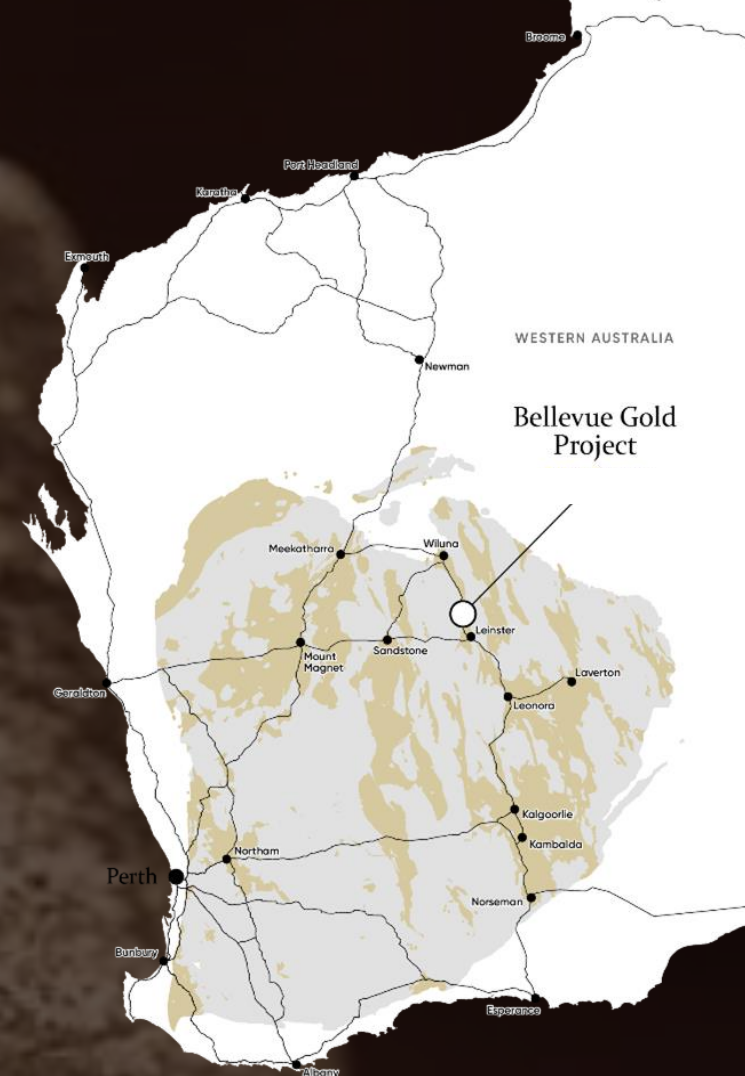 Broome
Port Headland
Karatha
Exmouth
WESTERN AUSTRALIA
Newman
Bellevue Gold
Project
Meekatharra
Wiluna
Leinster
Sandstone
Mount
Magnet
Laverton
Geraldton
Leonora
Kalgoorlie
Kambalda
Northam
Perth
Norseman
Bunbury
Esperance
Albany